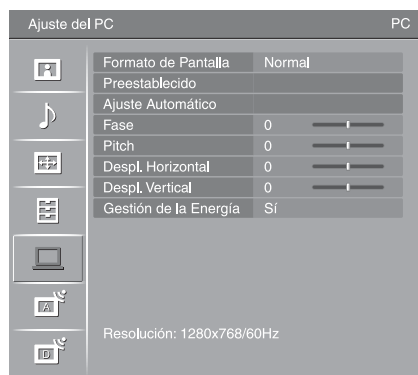 Ajuste del PC PC
Formato de Pantalla Normal
Preestablecido
Ajuste Automático
Fase 0
Pitch 0
Despl. Horizontal 0
Despl. Vertical 0
Gestión de la Energía Sí
A
D
Resolución: 1280x768/60Hz